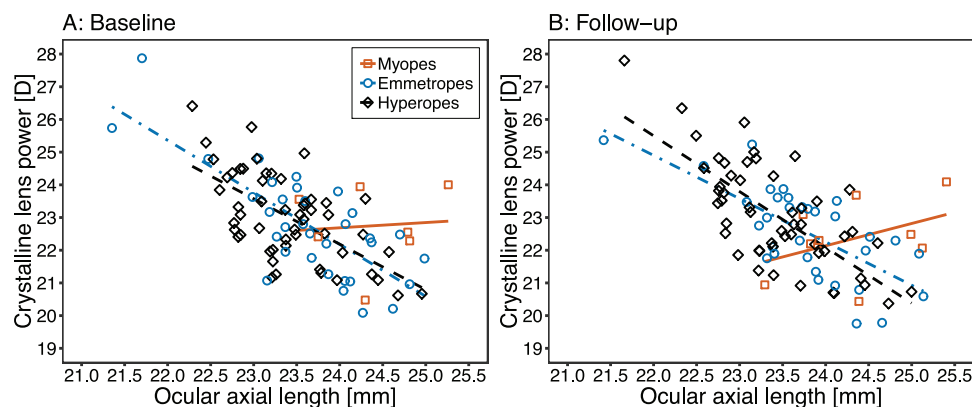 A: Baseline
B: Follow−up
Crystalline lens power [D]
28
27
26
25
24
23
22
21
20
19
Myopes
Emmetropes
Hyperopes
21.0 21.5 22.0 22.5 23.0 23.5 24.0 24.5 25.0 25.5
Ocular axial length [mm]
Crystalline lens power [D]
28
27
26
25
24
23
22
21
20
19
21.0 21.5 22.0 22.5 23.0 23.5 24.0 24.5 25.0 25.5
Ocular axial length [mm]